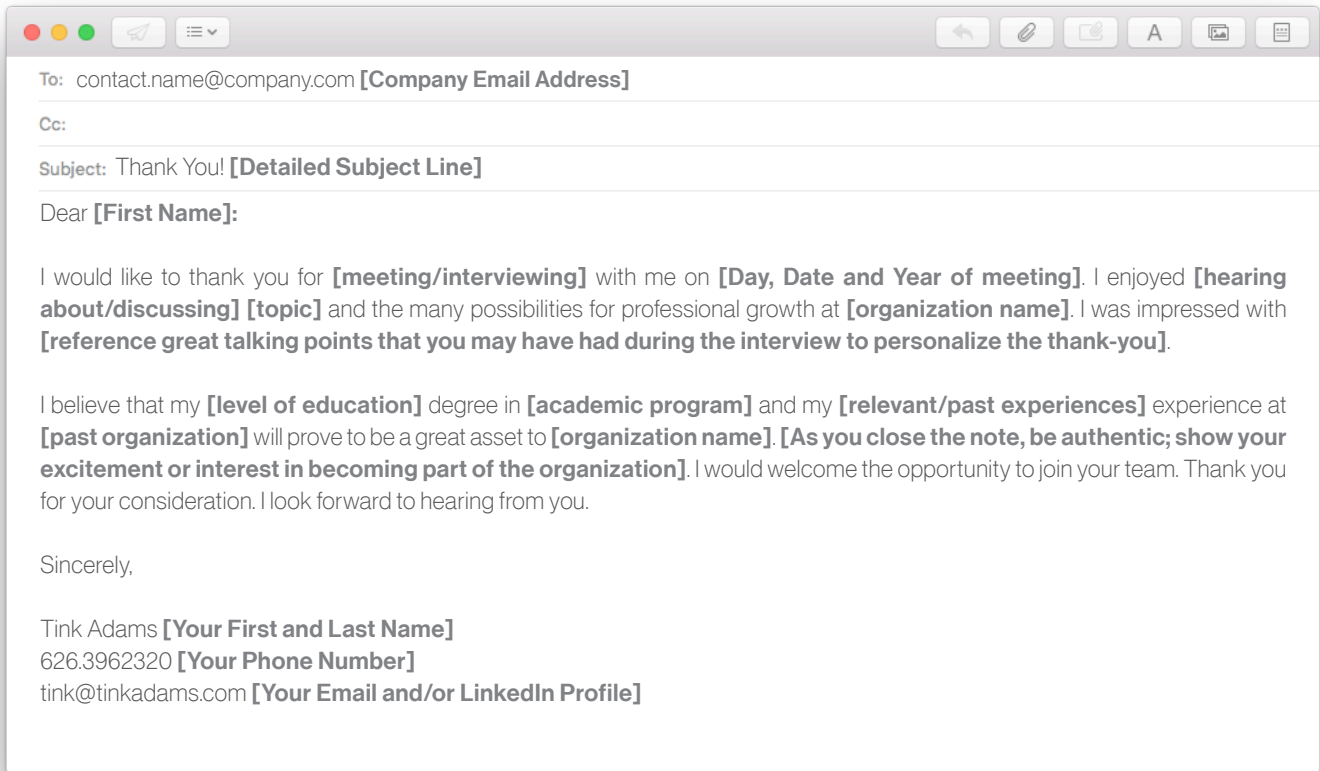 A
To: contact.name@company.com [Company Email Address]
Cc:
Subject: Thank You! [Detailed Subject Line]
Dear [First Name]:
I would like to thank you for [meeting/interviewing] with me on [Day, Date and Year of meeting]. I enjoyed [hearing
about/discussing] [topic] and the many possibilities for professional growth at [organization name]. I was impressed with
[reference great talking points that you may have had during the interview to personalize the thank-you].
I believe that my [level of education] degree in [academic program] and my [relevant/past experiences] experience at
[past organization] will prove to be a great asset to [organization name]. [As you close the note, be authentic; show your
excitement or interest in becoming part of the organization]. I would welcome the opportunity to join your team. Thank you
for your consideration. I look forward to hearing from you.
Sincerely,
Tink Adams [Your First and Last Name]
626.3962320 [Your Phone Number]
tink@tinkadams.com [Your Email and/or LinkedIn Profile]